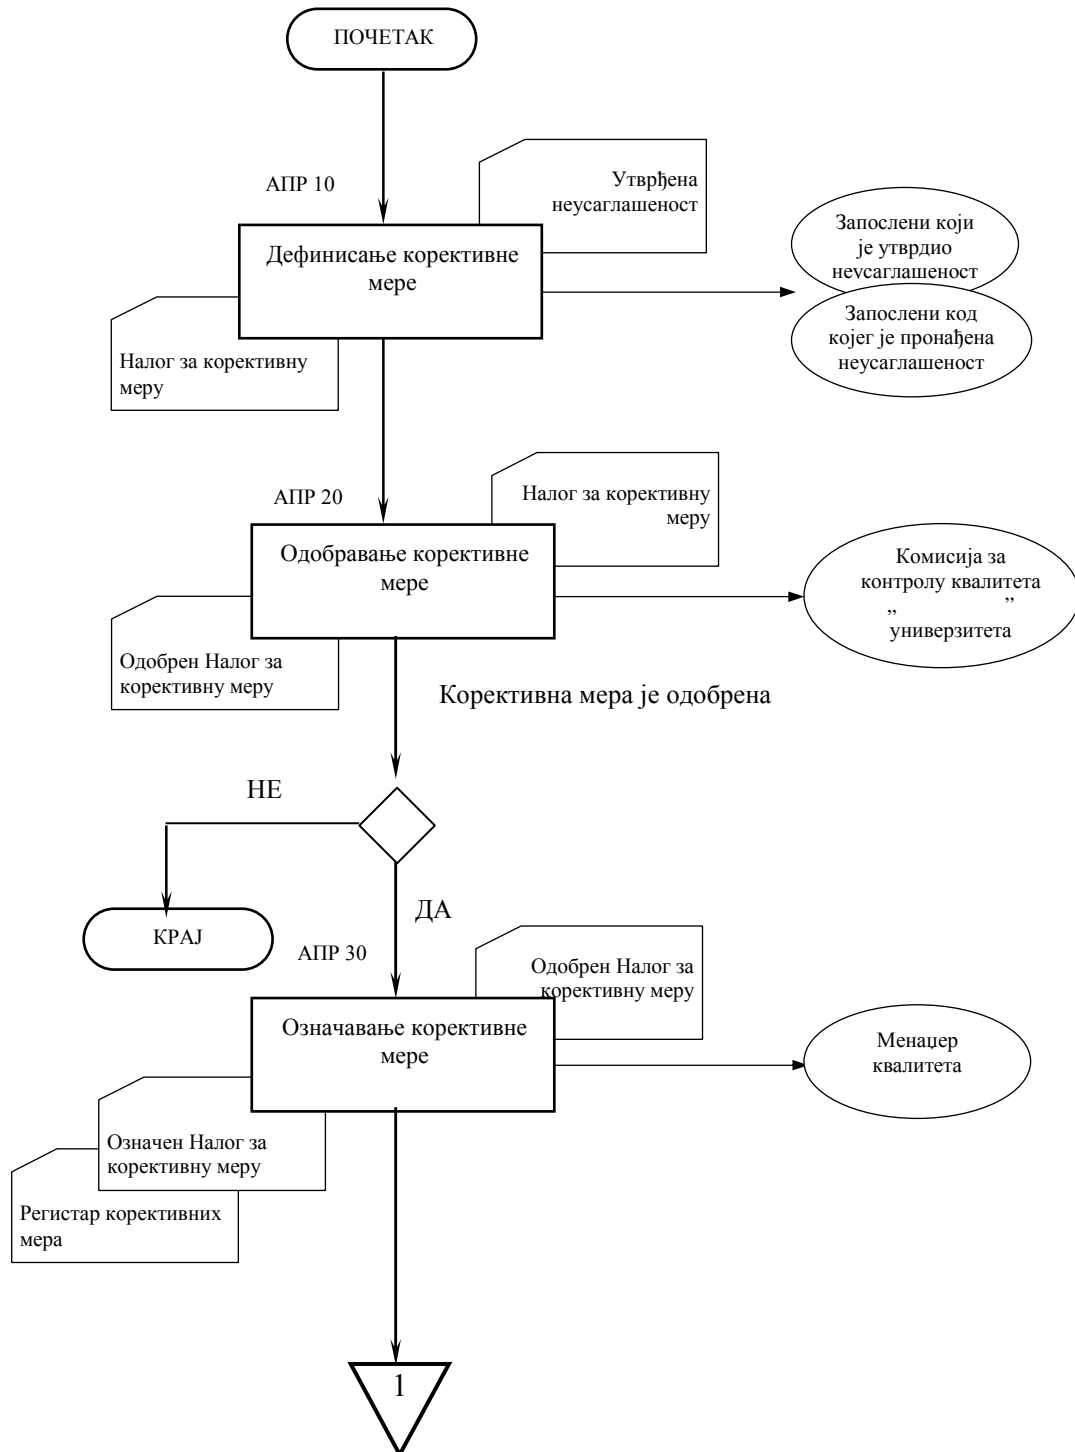 ПОЧЕТАК
АПР 10
Утврђена
неусаглашеност
Дефинисање корективне
мере
Запослени који
је утврдио
неусаглашеност
Запослени код
којег је пронађена
неусаглашеност
Налог за корективну
меру
АПР 20
Налог за корективну
меру
Одобравање корективне
мере
Комисија за
контролу квалитета
„ ”
универзитета
Одобрен Налог за
корективну меру
Корективна мера је одобрена
НЕ
ДА
КРАЈ
АПР 30
Одобрен Налог за
корективну меру
Означавање корективне
мере
Менаџер
квалитета
Означен Налог за
корективну меру
Регистар корективних
мера
1